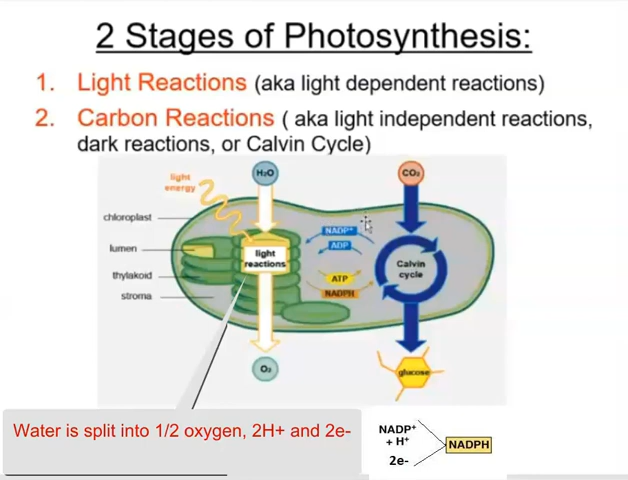 2 Stages of Photosynthesis:
1. Light Reactions (aka light dependent reactions)
2. Carbon Reactions ( aka light independent reactions,
dark reactions, or Calvin Cycle)
light
energy
H₂O
CO₂
chloroplast
lumen
thylakoid
stroma
light
reactions
NADP⁺
ADP
ATP
NADPH
Calvin
cycle
O₂
glucose
Water is split into 1/2 oxygen, 2H+ and 2e-
NADP⁺
+ H⁺
2e-
NADPH